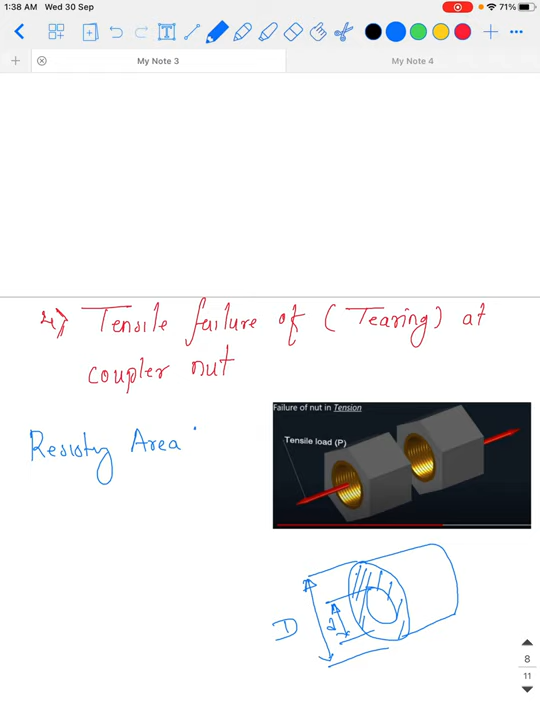 1:38 AM Wed 30 Sep
71%
My Note 3
My Note 4
4) Tensile failure of (Tearing) at
coupler nut
Resisty Area
Failure of nut in Tension
Tensile load (P)
D
d
8
11